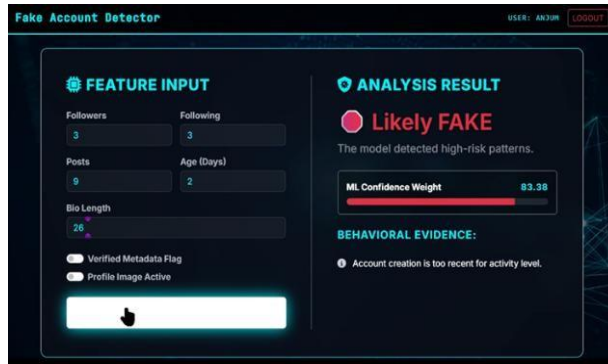 Fake Account Detector
USER: ANJUM
LOGOUT
FEATURE INPUT
Followers
Following
3
3
Posts
Age (Days)
9
2
Bio Length
26
Verified Metadata Flag
Profile Image Active
ANALYSIS RESULT
Likely FAKE
The model detected high-risk patterns.
ML Confidence Weight
83.38
BEHAVIORAL EVIDENCE:
Account creation is too recent for activity level.